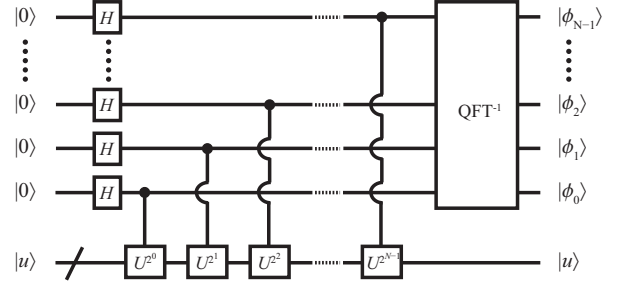 |0⟩ H |ϕ_{N−1}⟩
|0⟩ H |ϕ_2⟩
QFT^{-1}
|0⟩ H |ϕ_1⟩
|0⟩ H |ϕ_0⟩
|u⟩ U^{2^0} U^{2^1} U^{2^2} U^{2^{N−1}} |u⟩